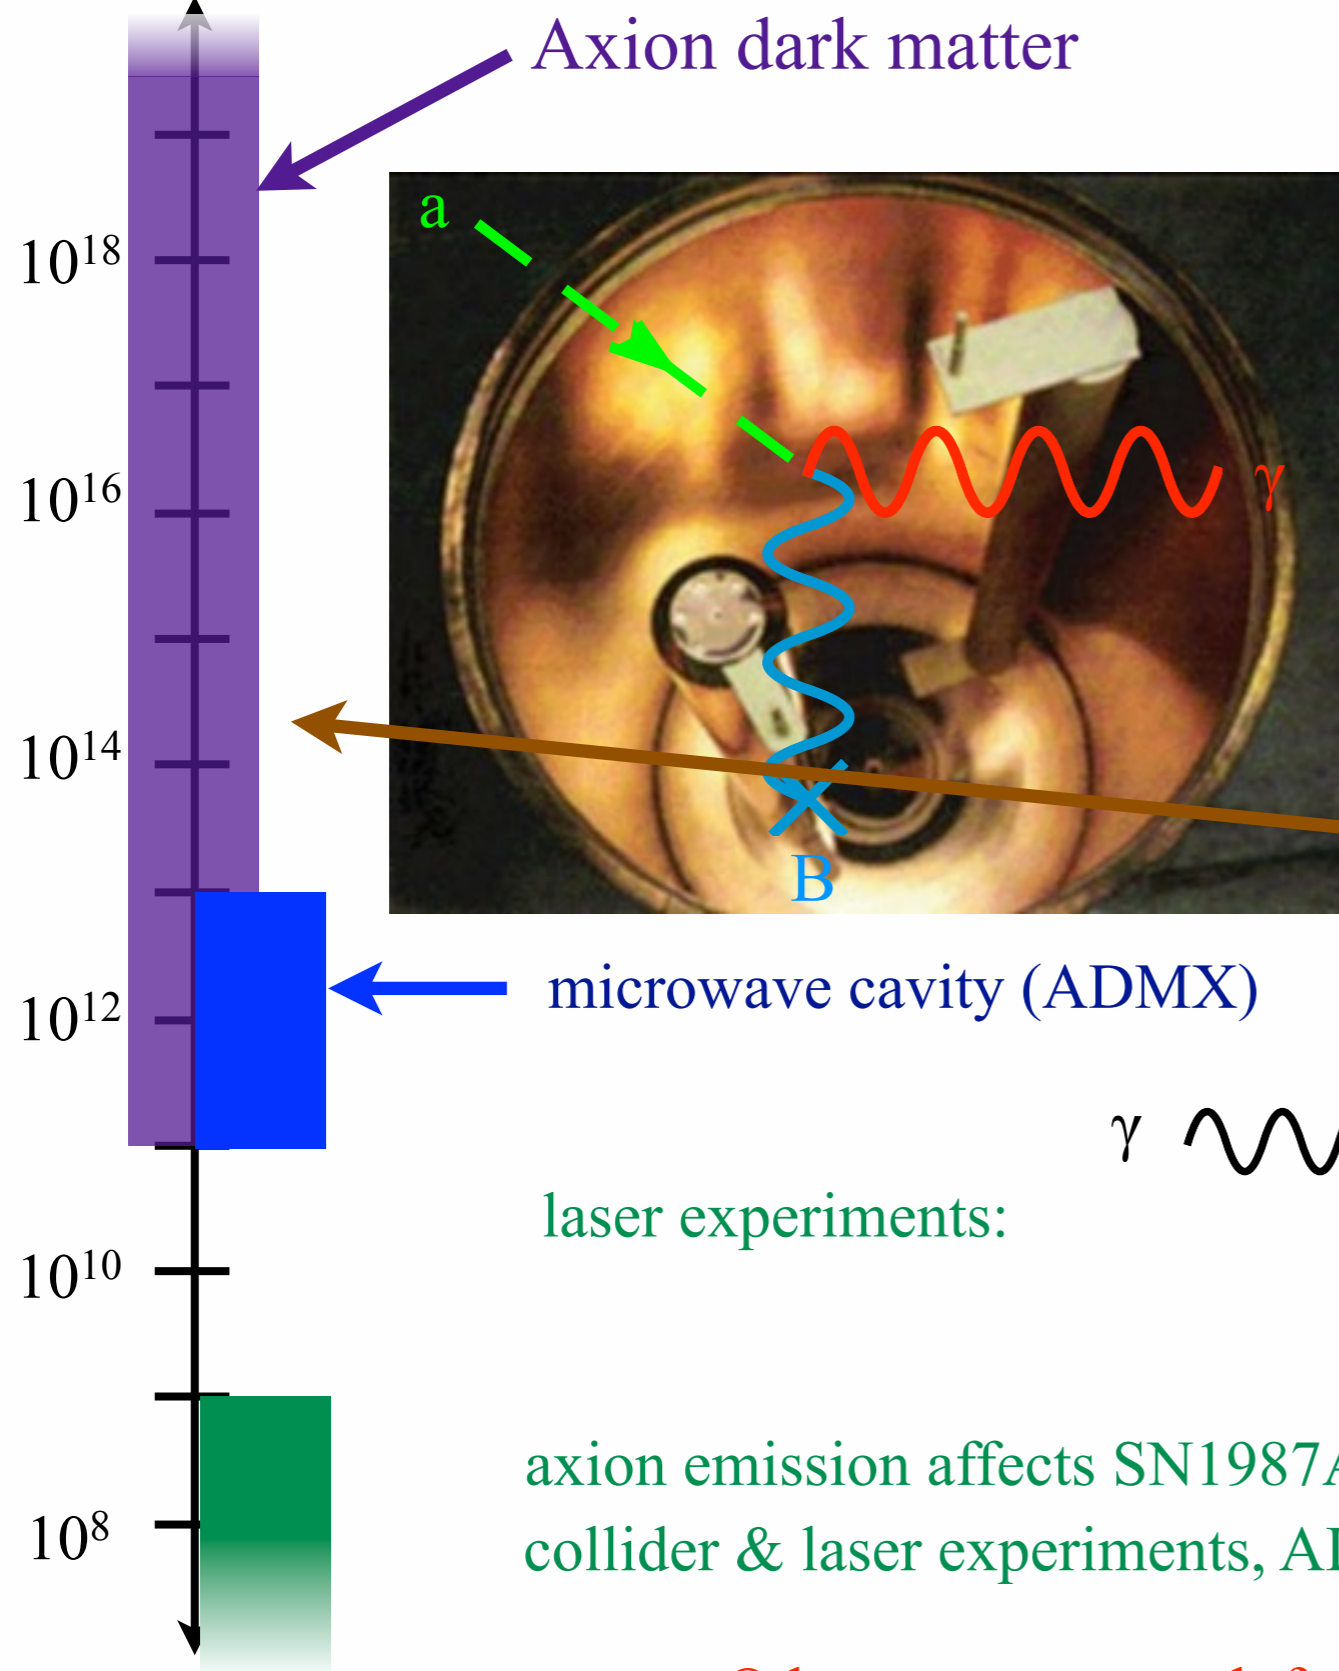 Axion dark matter
a
10¹⁸
γ
10¹⁶
10¹⁴
B
microwave cavity (ADMX)
10¹²
γ
laser experiments:
10¹⁰
axion emission affects SN1987A
10⁸
collider & laser experiments,